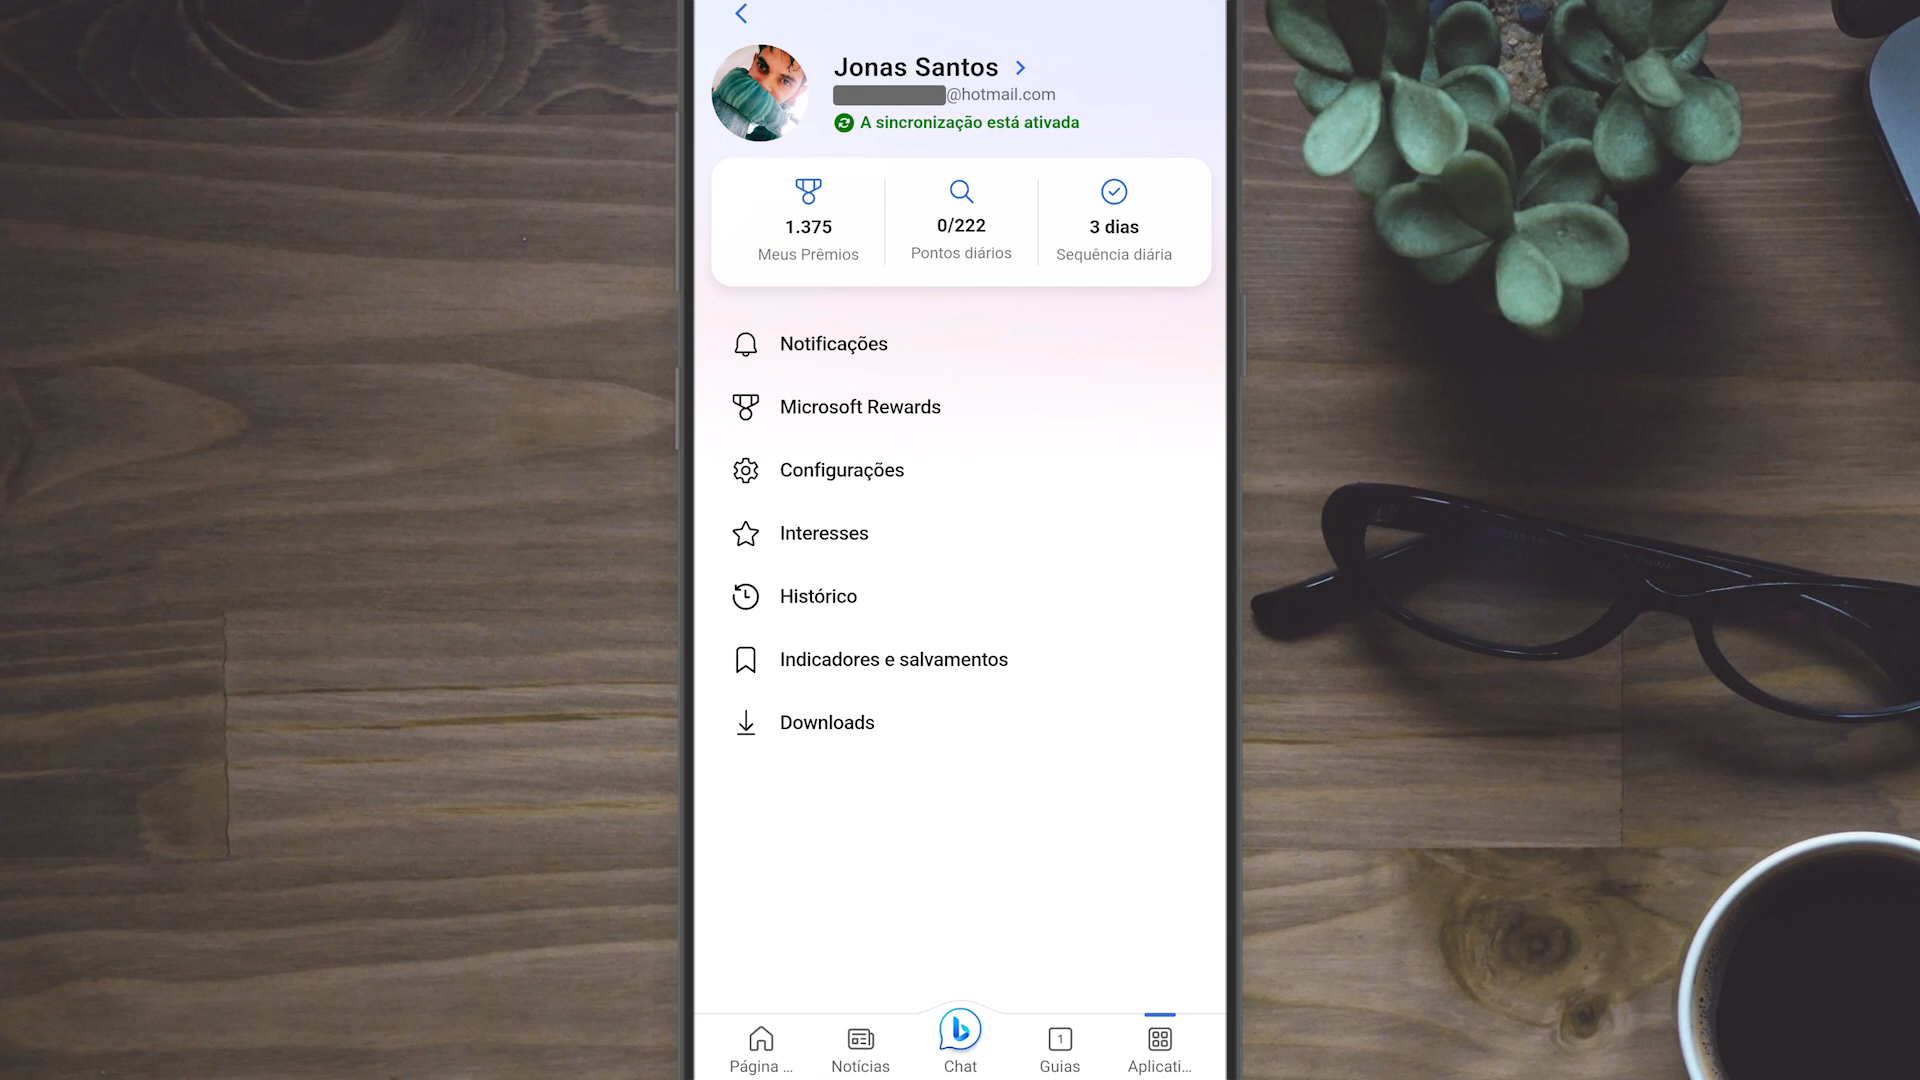 Jonas Santos
@hotmail.com
A sincronização está ativada
1.375
Meus Prêmios
0/222
Pontos diários
3 dias
Sequência diária
Notificações
Microsoft Rewards
Configurações
Interesses
Histórico
Indicadores e salvamentos
Downloads
Página ...
Notícias
Chat
1
Guias
Aplicati...